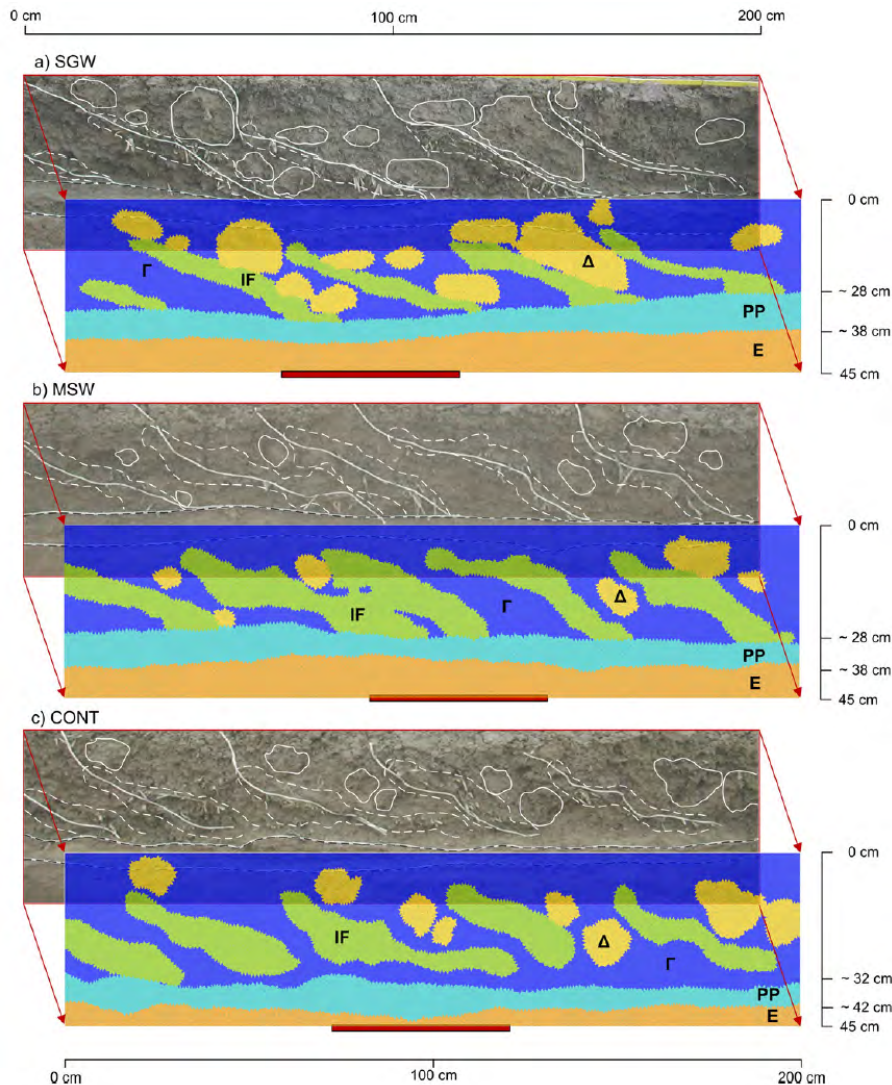 0 cm 100 cm 200 cm
a) SGW
0 cm
Γ IF Δ
~ 28 cm
PP
~ 38 cm
E
45 cm
b) MSW
0 cm
IF Γ Δ
~ 28 cm
PP
~ 38 cm
E
45 cm
c) CONT
0 cm
IF Δ Γ
~ 32 cm
PP
~ 42 cm
E
45 cm
0 cm 100 cm 200 cm